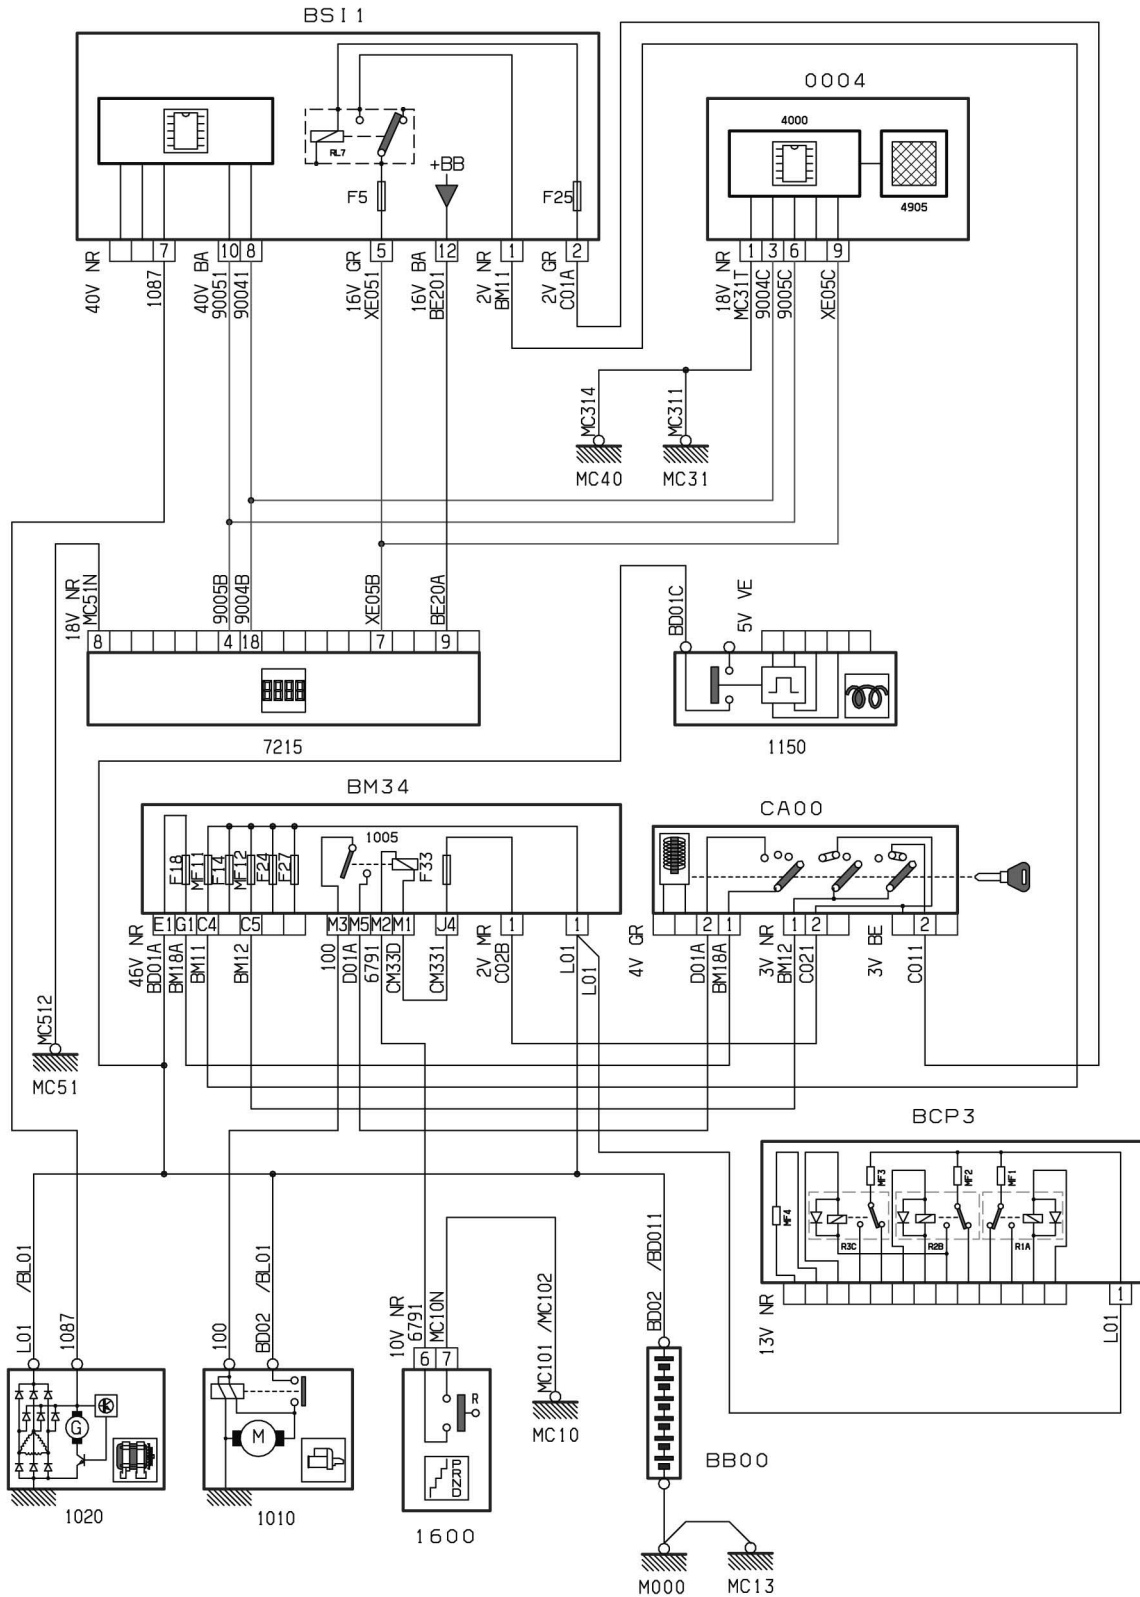 BSI1
0004
4000
4905
RL7
+BB
F5
F25
7
10
8
5
12
1
2
1
3
6
9
40V NR
1087
40V BA
90051
90041
16V GR
XE051
16V BA
BE201
2V NR
BM11
2V GR
C01A
18V NR
MC31T
9004C
9005C
XE05C
MC314
MC311
MC40
MC31
18V NR
MC51N
9005B
9004B
XE05B
BE20A
BD01C
5V VE
8
4
18
7
9
7215
1150
BM34
CA00
1005
F18
MF11
F14
MF12
F24
F27
F33
E1
G1
C4
C5
M3
M5
M2
M1
J4
1
1
2
1
1
2
2
46V NR
BD01A
BM18A
BM11
BM12
100
D01A
6791
CM33D
CM331
2V MR
C02B
L01
L01
4V GR
D01A
BM18A
3V NR
BM12
C021
3V BE
C011
MC512
MC51
BCP3
MF4
MF3
MF2
MF1
R3C
R2B
R1A
1
13V NR
L01
L01
/BL01
1087
100
BD02
/BL01
10V NR
6791
MC10N
MC101 /MC102
BD02
/BD011
6
7
G
M
R
PRND
MC10
BB00
1020
1010
1600
M000
MC13